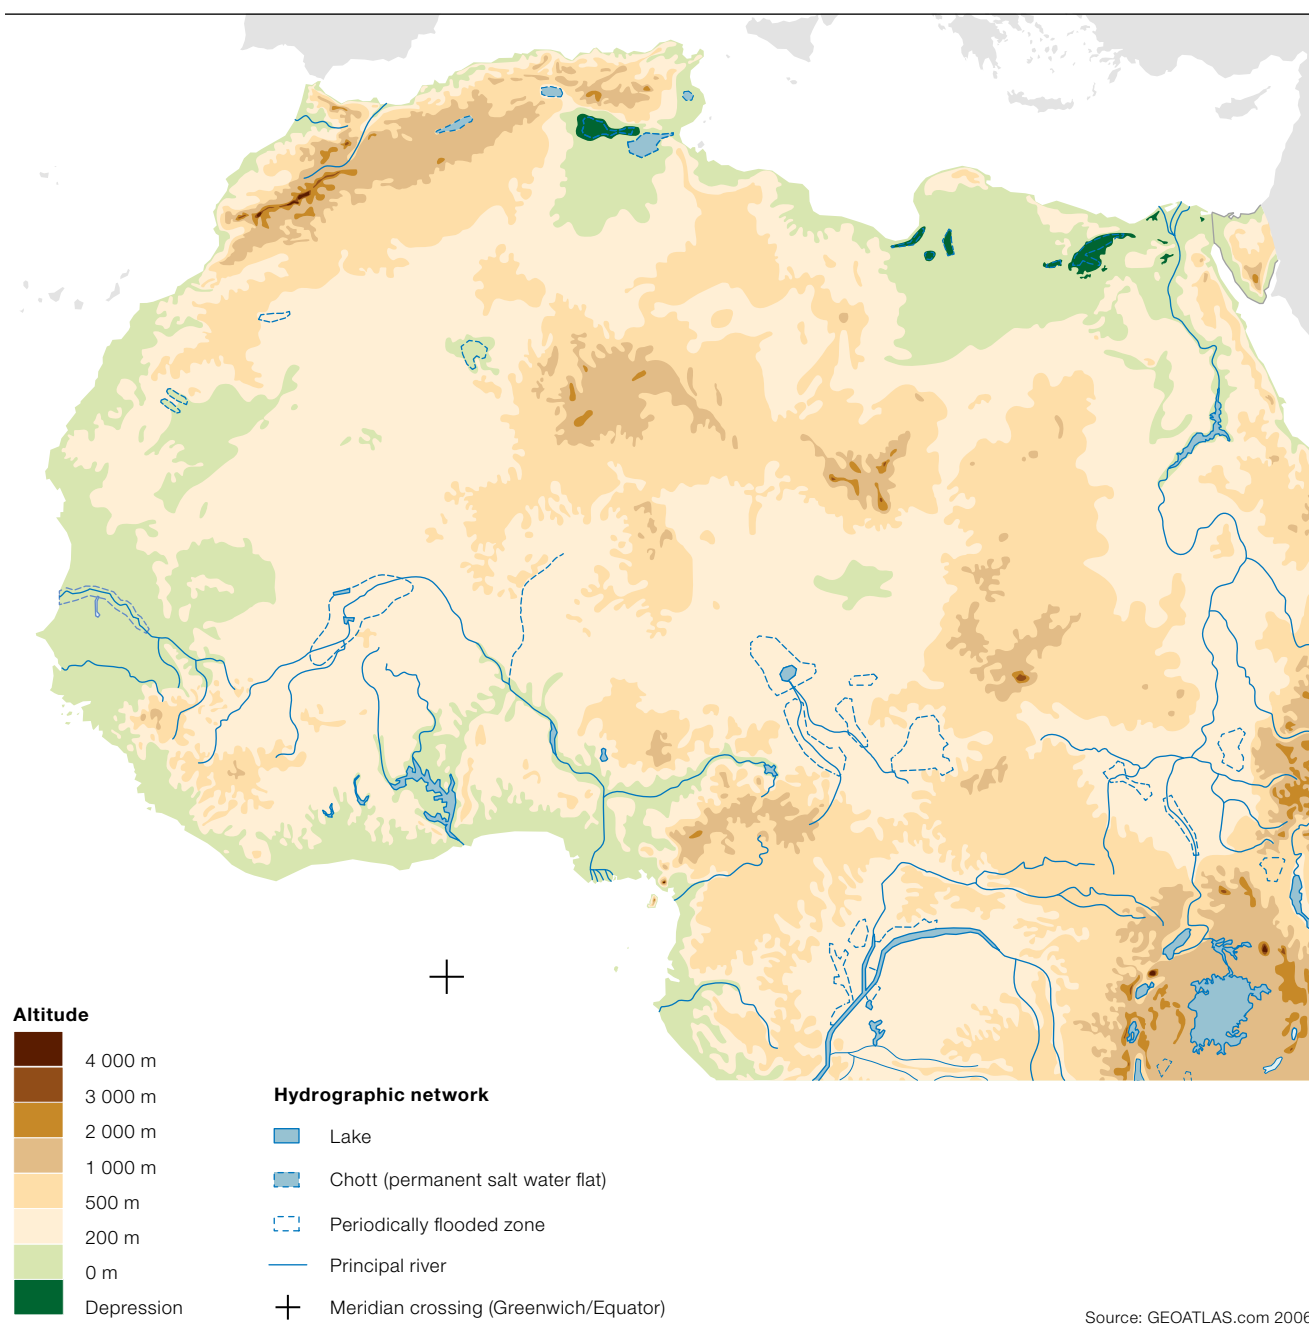 Altitude
4 000 m
3 000 m
2 000 m
1 000 m
500 m
200 m
0 m
Depression
Hydrographic network
Lake
Chott (permanent salt water flat)
Periodically flooded zone
Principal river
Meridian crossing (Greenwich/Equator)
Source: GEOATLAS.com 2006